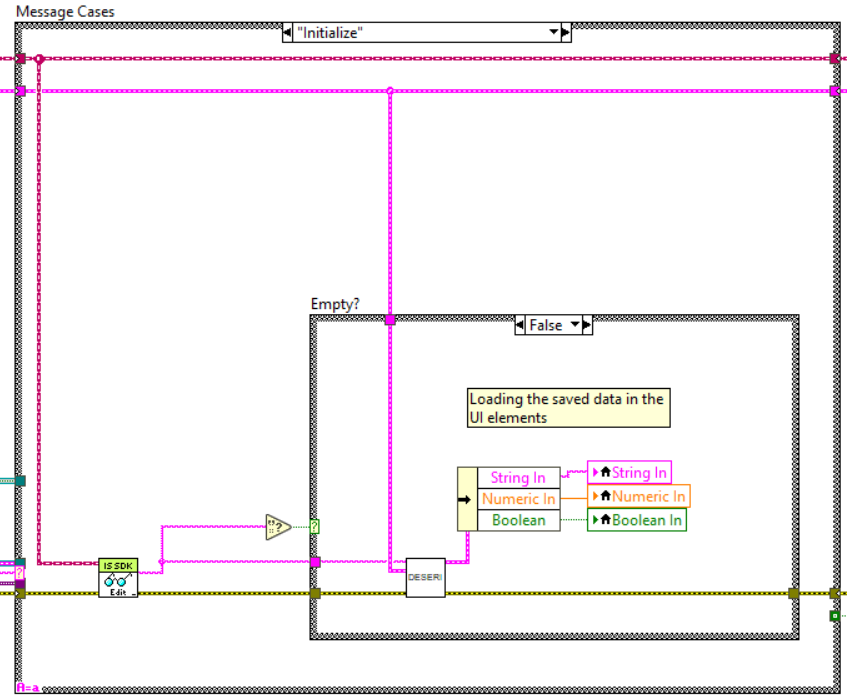 Message Cases
"Initialize"
Empty?
False
Loading the saved data in the
UI elements
String In
String In
Numeric In
Numeric In
Boolean
Boolean In
?
?
?
IS SDK
Edit
DESERI
A=a